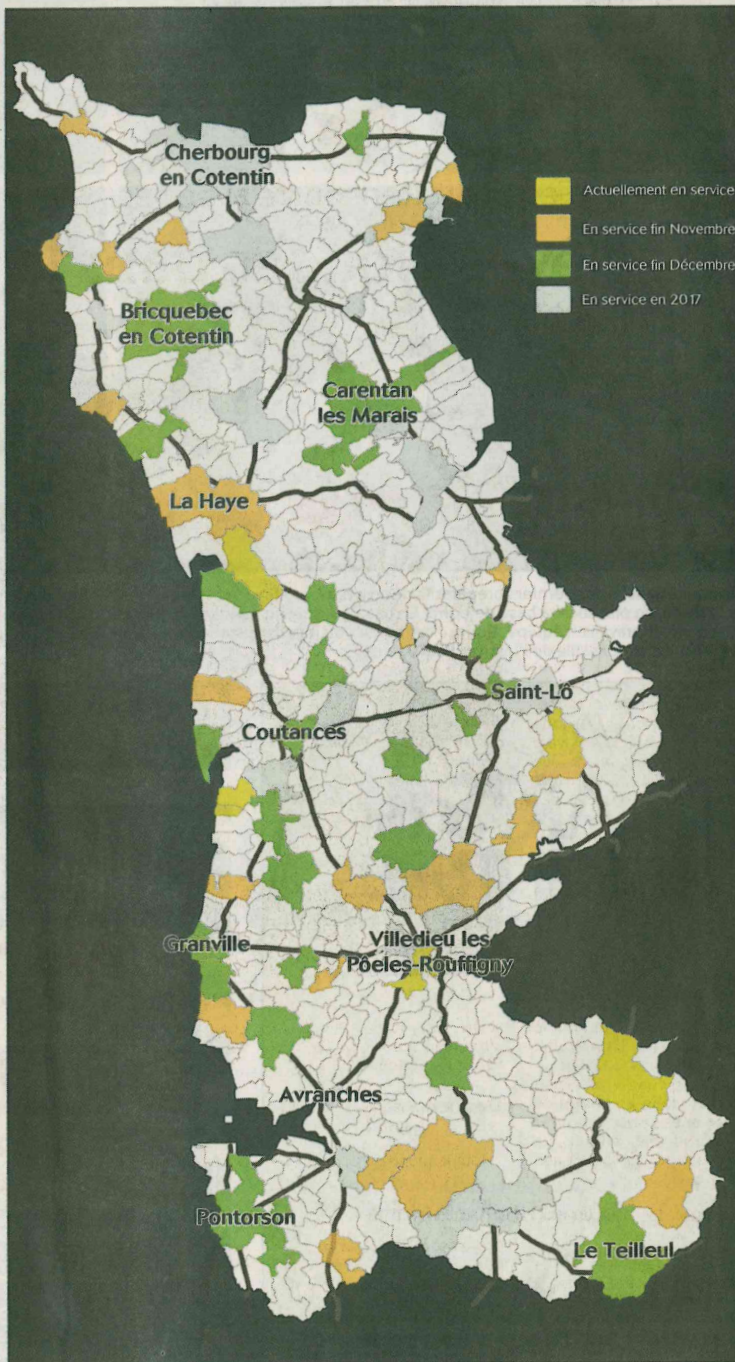 Cherbourg
en Cotentin
Actuellement en service
En service fin Novembre
En service fin Décembre
En service en 2017
Bricquebec
en Cotentin
Carentan
les Marais
La Haye
Saint-Lô
Coutances
Granville
Villedieu les
Pôeles-Rouffigny
Avranches
Pontorson
Le Teilleul